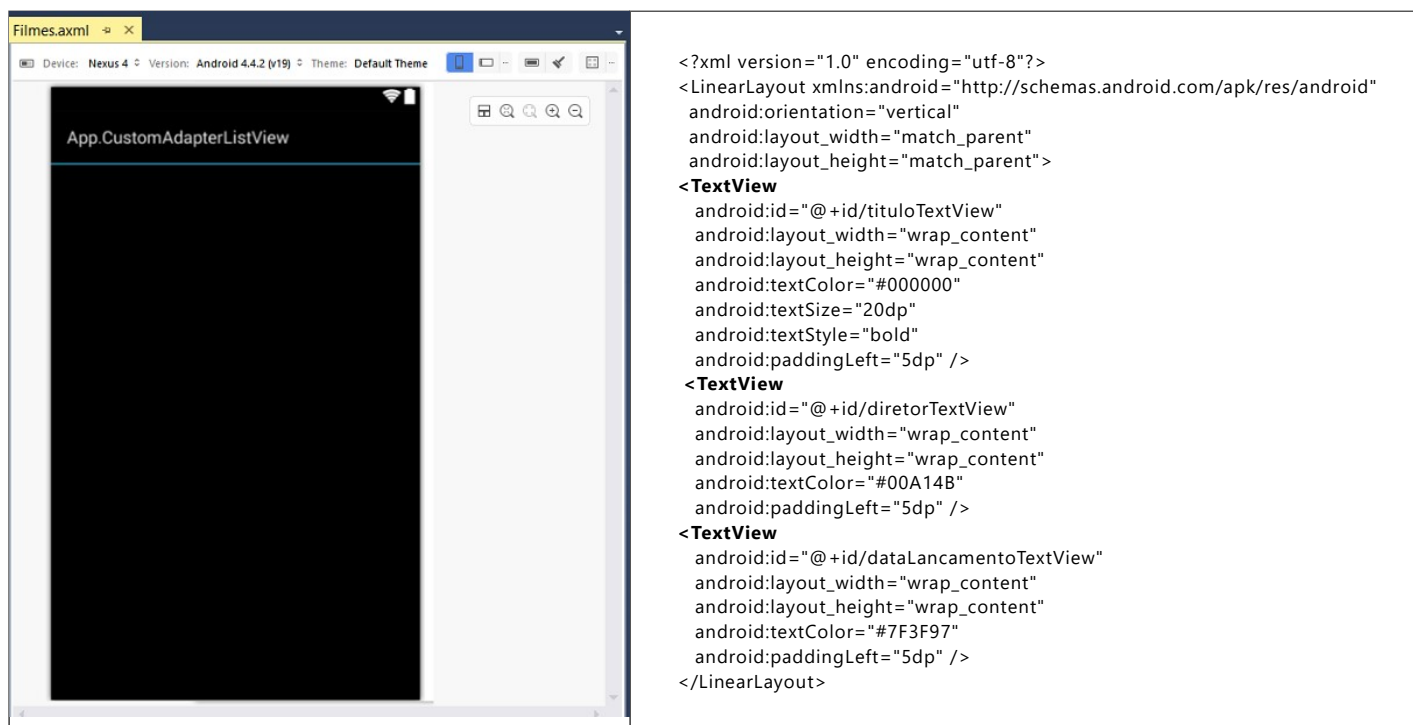 Filmes.axml
Device: Nexus 4 Version: Android 4.4.2 (v19) Theme: Default Theme
App.CustomAdapterListView
<?xml version="1.0" encoding="utf-8"?>
<LinearLayout xmlns:android="http://schemas.android.com/apk/res/android"
android:orientation="vertical"
android:layout_width="match_parent"
android:layout_height="match_parent">
<TextView
android:id="@+id/tituloTextView"
android:layout_width="wrap_content"
android:layout_height="wrap_content"
android:textColor="#000000"
android:textSize="20dp"
android:textStyle="bold"
android:paddingLeft="5dp" />
<TextView
android:id="@+id/diretorTextView"
android:layout_width="wrap_content"
android:layout_height="wrap_content"
android:textColor="#00A14B"
android:paddingLeft="5dp" />
<TextView
android:id="@+id/dataLancamentoTextView"
android:layout_width="wrap_content"
android:layout_height="wrap_content"
android:textColor="#7F3F97"
android:paddingLeft="5dp" />
</LinearLayout>